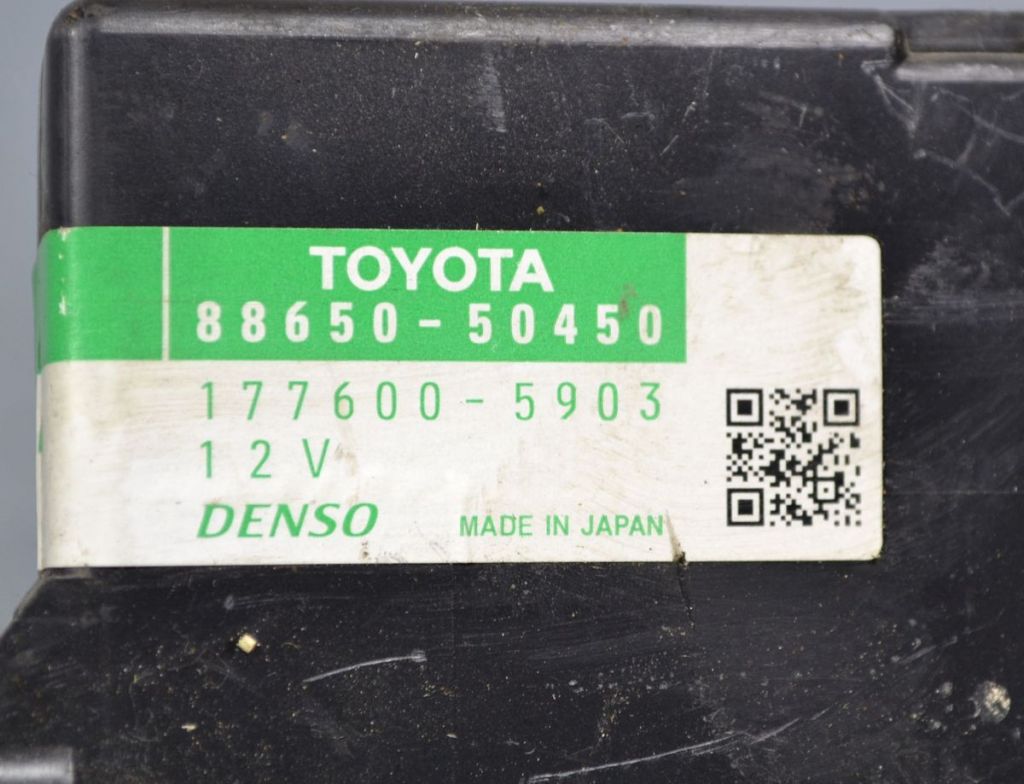 TOYOTA
88650-50450
177600-5903
12V
DENSO MADE IN JAPAN